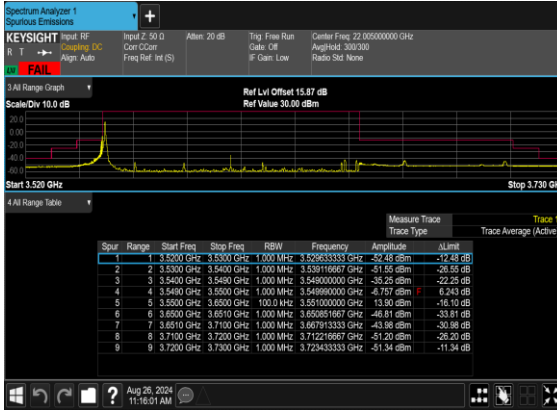 Spectrum Analyzer 1
Spurious Emissions
+
KEYSIGHT Input: RF Input Z: 50 Ω Atten: 20 dB Trig: Free Run Center Freq: 22.005000000 GHz
R T Coupling: DC Corr CCorr Gate: Off Avg|Hold: 300/300
Align: Auto Freq Ref: Int (S) IF Gain: Low Radio Std: None
FAIL
3 All Range Graph Ref Lvl Offset 15.87 dB
Scale/Div 10.0 dB Ref Value 30.00 dBm
20.0
0.00
-20.0
-40.0
Start 3.520 GHz Stop 3.730 GH
4 All Range Table
Measure Trace Trace 1
Trace Type Trace Average (Active
Spur Range Start Freq Stop Freq RBW Frequency Amplitude ΔLimit
1 1 3.5200 GHz 3.5300 GHz 1.000 MHz 3.529633333 GHz -52.48 dBm -12.48 dB
2 2 3.5300 GHz 3.5400 GHz 1.000 MHz 3.539116667 GHz -51.55 dBm -26.55 dB
3 3 3.5400 GHz 3.5490 GHz 1.000 MHz 3.549000000 GHz -35.25 dBm -22.25 dB
4 4 3.5490 GHz 3.5500 GHz 1.000 MHz 3.549990000 GHz -6.757 dBm F 6.243 dB
5 5 3.5500 GHz 3.6500 GHz 100.0 kHz 3.551000000 GHz 13.90 dBm -16.10 dB
6 6 3.6500 GHz 3.6510 GHz 1.000 MHz 3.650851667 GHz -46.81 dBm -33.81 dB
7 7 3.6510 GHz 3.7100 GHz 1.000 MHz 3.667913333 GHz -43.98 dBm -30.98 dB
8 8 3.7100 GHz 3.7200 GHz 1.000 MHz 3.712216667 GHz -51.20 dBm -26.20 dB
9 9 3.7200 GHz 3.7300 GHz 1.000 MHz 3.723433333 GHz -51.34 dBm -11.34 dB
? Aug 26, 2024
11:16:01 AM